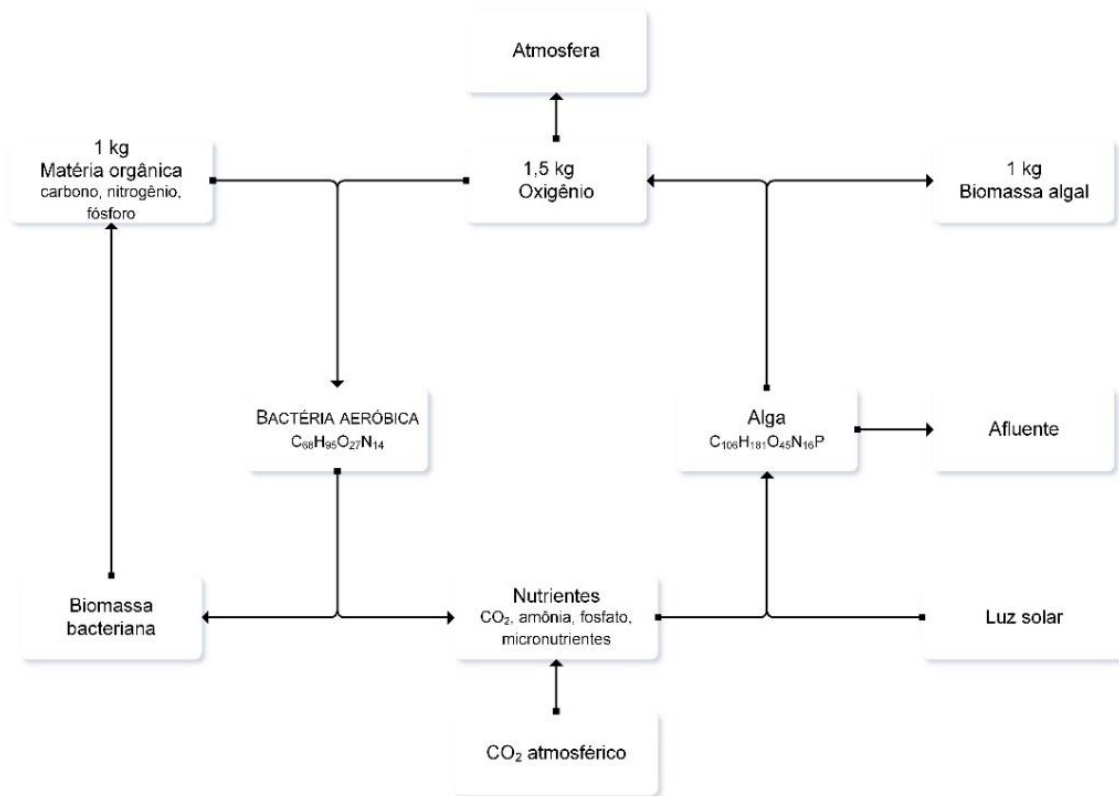 Atmosfera
1 kg
Matéria orgânica
carbono, nitrogênio,
fósforo
1,5 kg
Oxigênio
1 kg
Biomassa algal
BACTÉRIA AERÓBICA
C₆₈H₉₅O₂₇N₁₄
Alga
C₁₀₆H₁₈₁O₄₅N₁₆P
Afluente
Biomassa
bacteriana
Nutrientes
CO₂, amônia, fosfato,
micronutrientes
Luz solar
CO₂ atmosférico